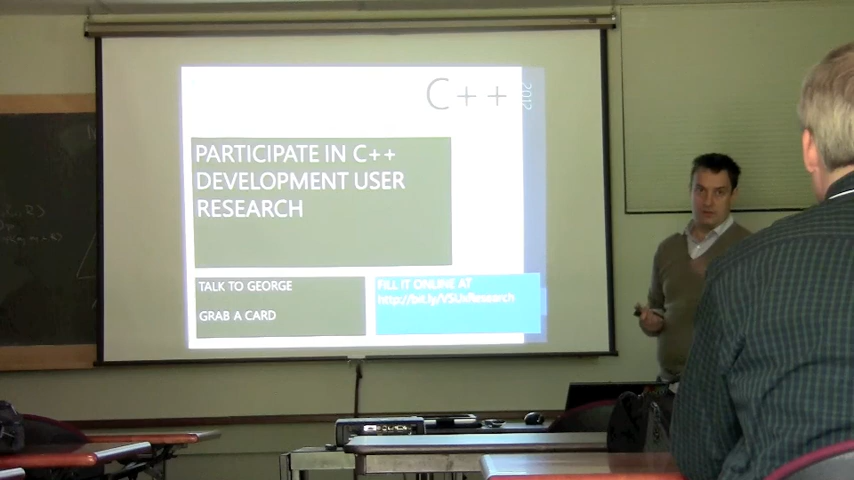 C++
2012
PARTICIPATE IN C++
DEVELOPMENT USER
RESEARCH
TALK TO GEORGE
GRAB A CARD
FILL IT ONLINE AT
http://bit.ly/VSUxResearch